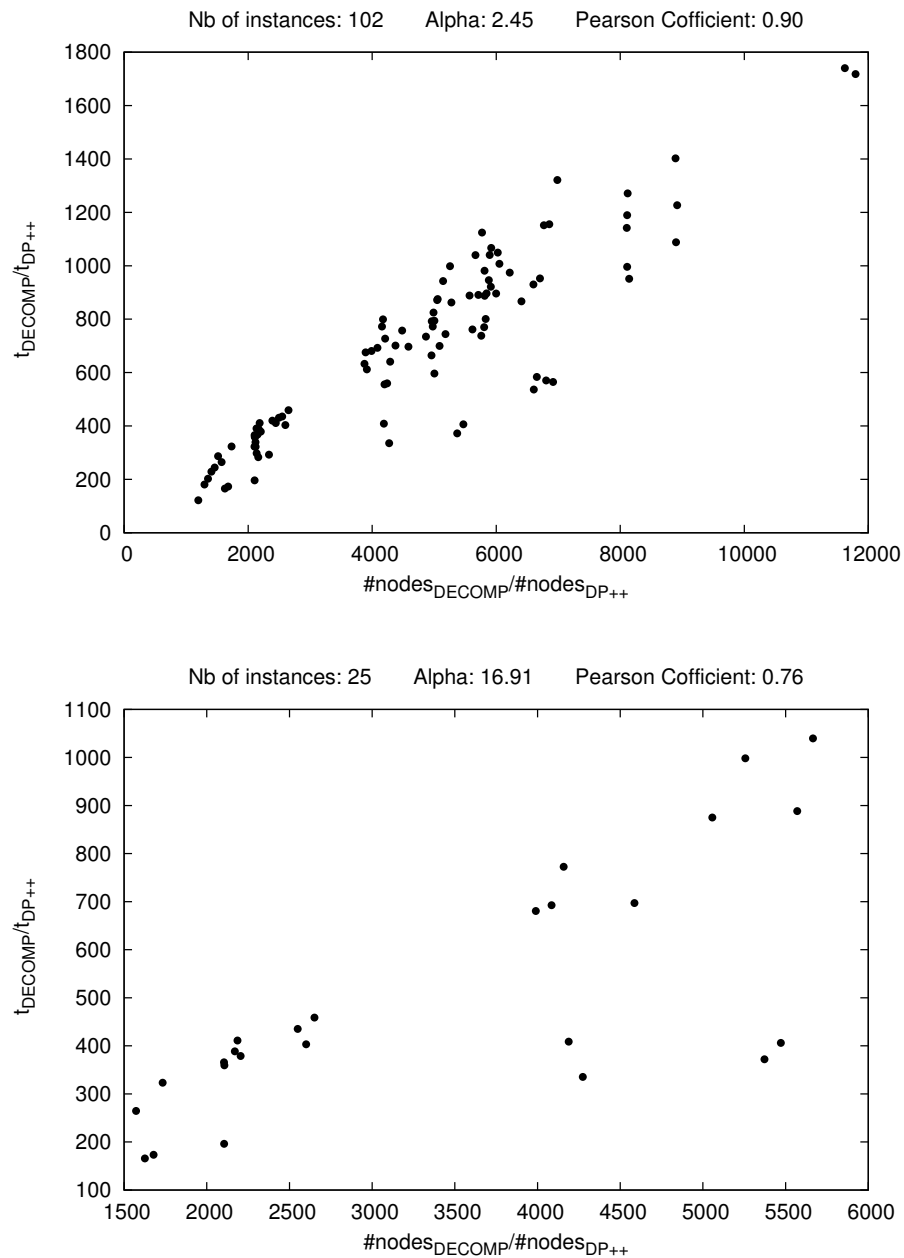 Nb of instances: 102 Alpha: 2.45 Pearson Cofficient: 0.90
1800
1600
1400
1200
1000
800
600
400
200
0
t_DECOMP/t_DP++
0 2000 4000 6000 8000 10000 12000
#nodes_DECOMP/#nodes_DP++
Nb of instances: 25 Alpha: 16.91 Pearson Cofficient: 0.76
1100
1000
900
800
700
600
500
400
300
200
100
t_DECOMP/t_DP++
1500 2000 2500 3000 3500 4000 4500 5000 5500 6000
#nodes_DECOMP/#nodes_DP++